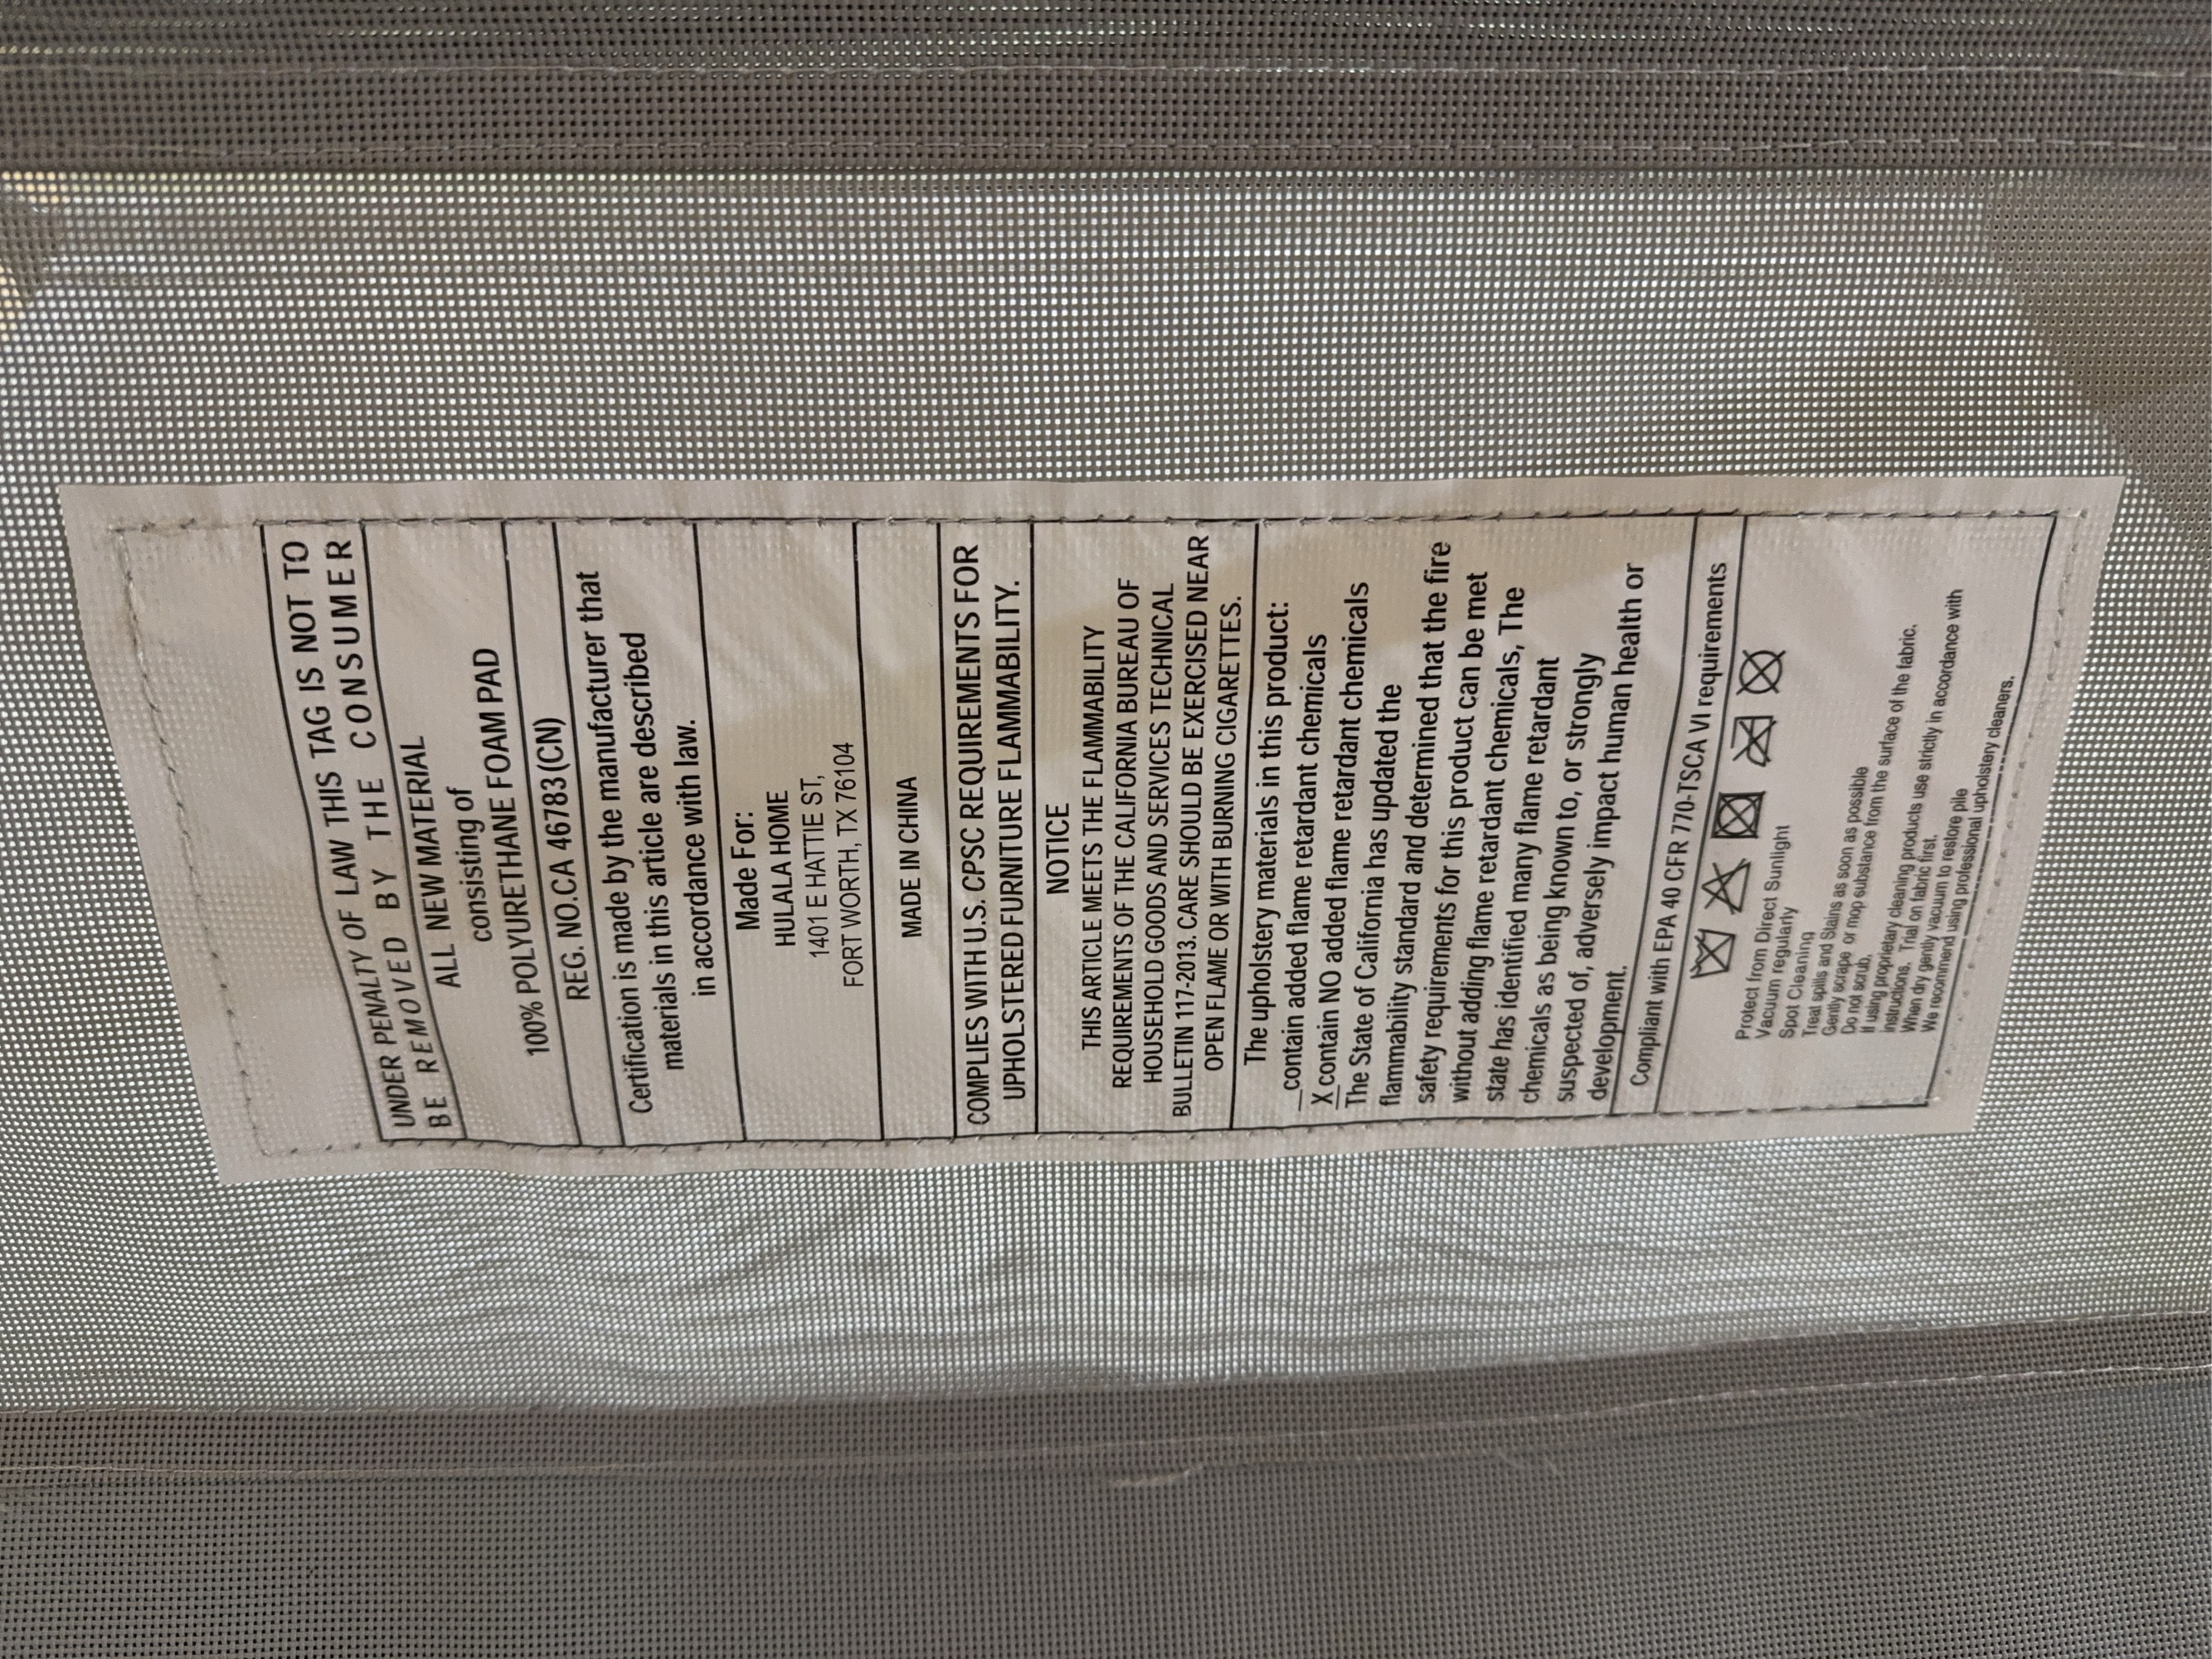 UNDER PENALTY OF LAW THIS TAG IS NOT TO
BE REMOVED BY THE CONSUMER
ALL NEW MATERIAL
consisting of
100% POLYURETHANE FOAM PAD
REG. NO.CA 46783 (CN)
Certification is made by the manufacturer that
materials in this article are described
in accordance with law.
Made For:
HULALA HOME
1401 E HATTIE ST,
FORT WORTH, TX 76104
MADE IN CHINA
COMPLIES WITH U.S. CPSC REQUIREMENTS FOR
UPHOLSTERED FURNITURE FLAMMABILITY.
NOTICE
THIS ARTICLE MEETS THE FLAMMABILITY
REQUIREMENTS OF THE CALIFORNIA BUREAU OF
HOUSEHOLD GOODS AND SERVICES TECHNICAL
BULLETIN 117-2013. CARE SHOULD BE EXERCISED NEAR
OPEN FLAME OR WITH BURNING CIGARETTES.
The upholstery materials in this product:
__contain added flame retardant chemicals
X contain NO added flame retardant chemicals
The State of California has updated the
flammability standard and determined that the fire
safety requirements for this product can be met
without adding flame retardant chemicals, The
state has identified many flame retardant
chemicals as being known to, or strongly
suspected of, adversely impact human health or
development.
Compliant with EPA 40 CFR 770-TSCA VI requirements
Protect from Direct Sunlight
Vacuum regularly
Spot Cleaning
Treat spills and Stains as soon as possible
Gently scrape or mop substance from the surface of the fabric.
Do not scrub.
If using proprietary cleaning products use strictly in accordance with
instructions. Trial on fabric first.
When dry gently vacuum to restore pile
We recommend using professional upholstery cleaners.